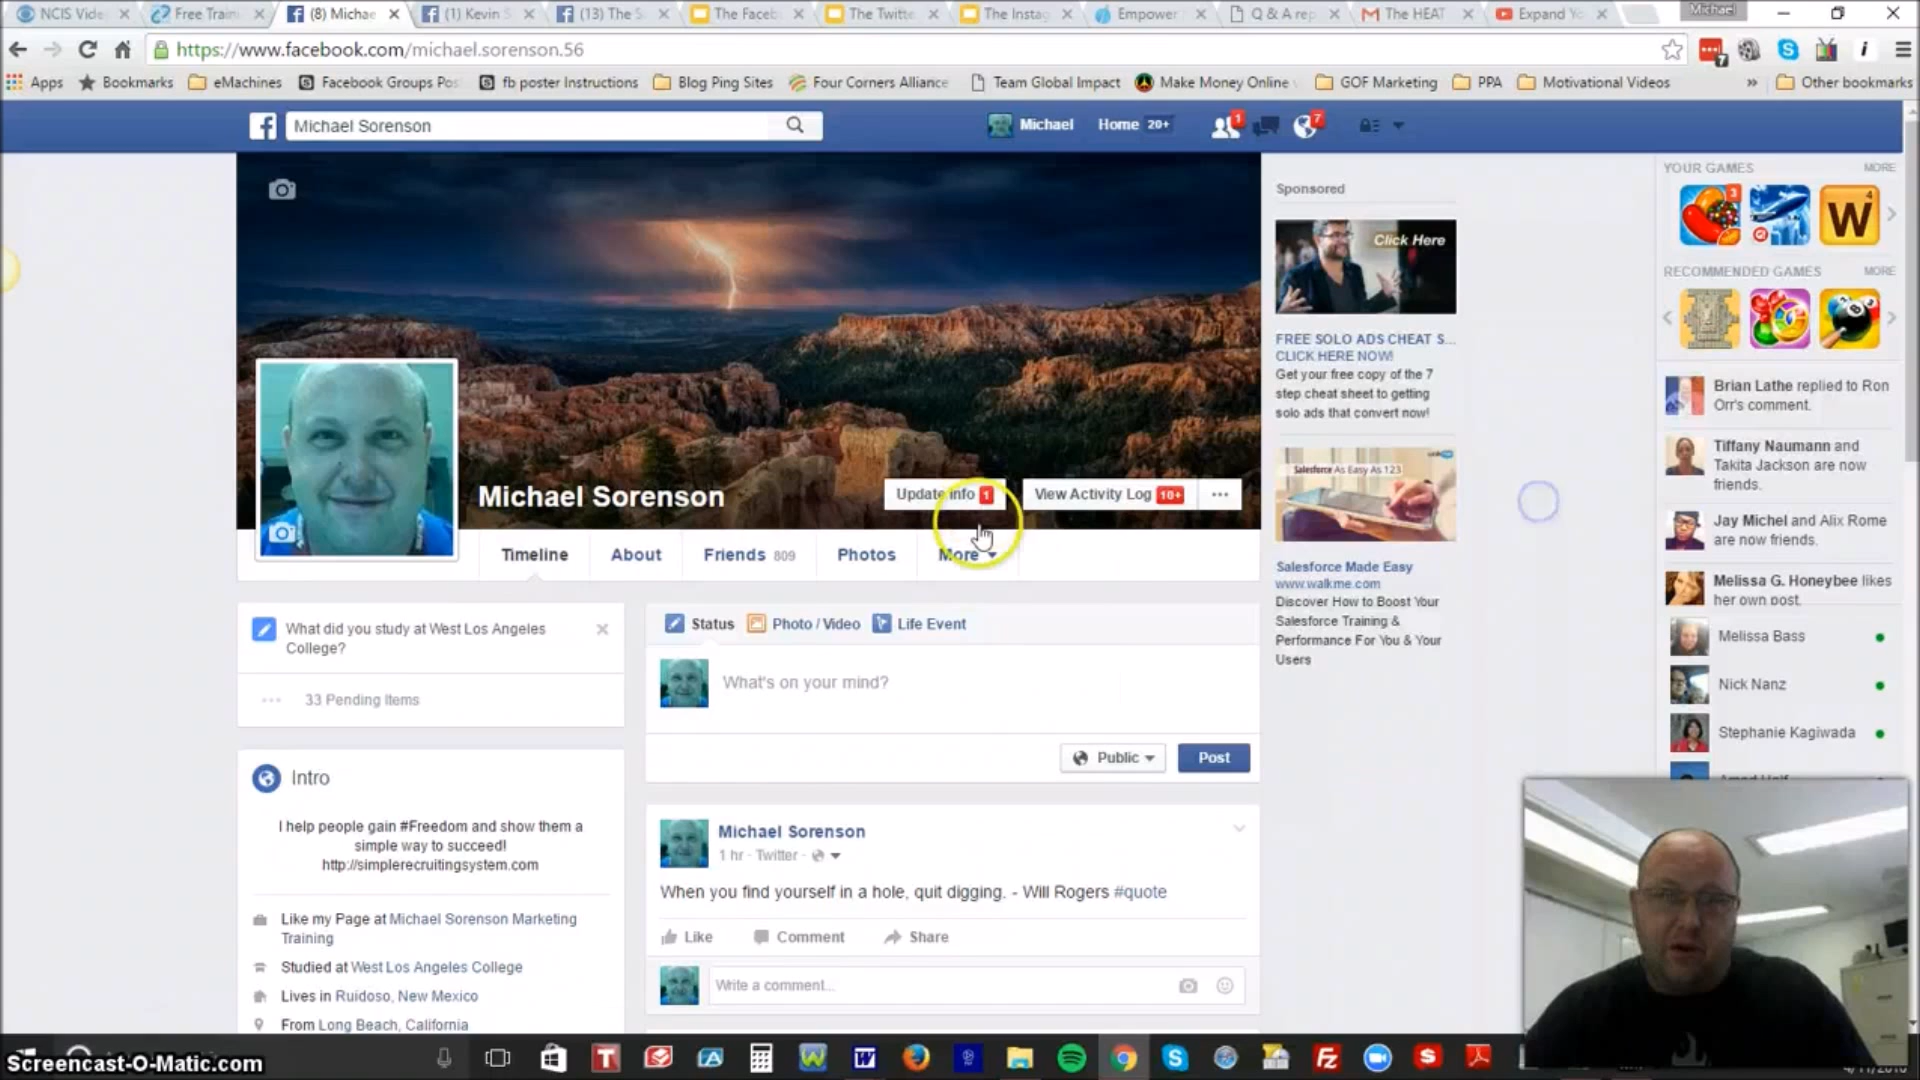 NCIS Vide
Free Traini
(8) Michae
(1) Kevin S
(13) The S
The Faceb
The Twitte
The Instag
Empower
Q & A rep
The HEAT
Expand Yo
Michael
https://www.facebook.com/michael.sorenson.56
7
Apps
Bookmarks
eMachines
Facebook Groups Pos
fb poster Instructions
Blog Ping Sites
Four Corners Alliance
Team Global Impact
Make Money Online
GOF Marketing
PPA
Motivational Videos
»
Other bookmarks
Michael Sorenson
Michael
Home 20+
1
7
Sponsored
YOUR GAMES MORE
3
W
4
RECOMMENDED GAMES MORE
8
Click Here
FREE SOLO ADS CHEAT S...
CLICK HERE NOW!
Get your free copy of the 7
step cheat sheet to getting
solo ads that convert now!
Salesforce As Easy As 123
Salesforce Made Easy
www.walkme.com
Discover How to Boost Your
Salesforce Training &
Performance For You & Your
Users
Brian Lathe replied to Ron
Orr's comment.
Tiffany Naumann and
Takita Jackson are now
friends.
Jay Michel and Alix Rome
are now friends.
Melissa G. Honeybee likes
her own post.
Melissa Bass
Nick Nanz
Stephanie Kagiwada
Michael Sorenson
Update Info 1
View Activity Log 10+
...
Timeline
About
Friends 809
Photos
More
What did you study at West Los Angeles
College?
33 Pending Items
Intro
I help people gain #Freedom and show them a
simple way to succeed!
http://simplerecruitingsystem.com
Like my Page at Michael Sorenson Marketing
Training
Studied at West Los Angeles College
Lives in Ruidoso, New Mexico
From Long Beach, California
Status
Photo / Video
Life Event
What's on your mind?
Public
Post
Michael Sorenson
1 hr · Twitter ·
When you find yourself in a hole, quit digging. - Will Rogers #quote
Like
Comment
Share
Write a comment...
Screencast-O-Matic.com